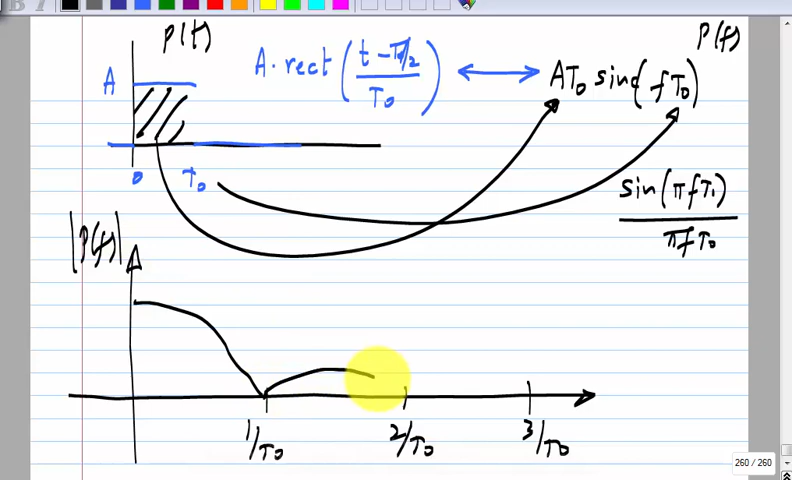 p(t)
P(f)
A
A. rect (t - T₀/2 / T₀) ↔ AT₀ sinc(fT₀)
0
T₀
sin(πfT₀)
πfT₀
|P(f)|
1/T₀
2/T₀
3/T₀
260 / 260